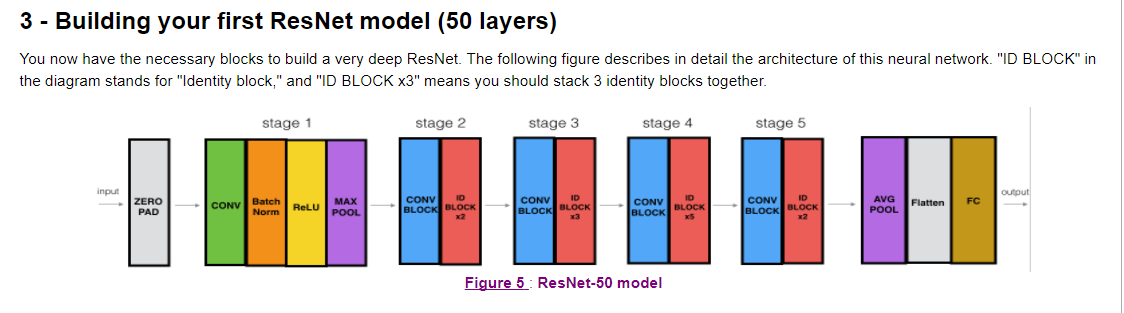 3 - Building your first ResNet model (50 layers)
You now have the necessary blocks to build a very deep ResNet. The following figure describes in detail the architecture of this neural network. "ID BLOCK" in
the diagram stands for "Identity block," and "ID BLOCK x3" means you should stack 3 identity blocks together.
stage 1
stage 2
stage 3
stage 4
stage 5
input
ZERO
PAD
CONV
Batch
Norm
ReLU
MAX
POOL
CONV
BLOCK
ID
BLOCK
x2
CONV
BLOCK
ID
BLOCK
x3
CONV
BLOCK
ID
BLOCK
x5
CONV
BLOCK
ID
BLOCK
x2
AVG
POOL
Flatten
FC
output
Figure 5 : ResNet-50 model